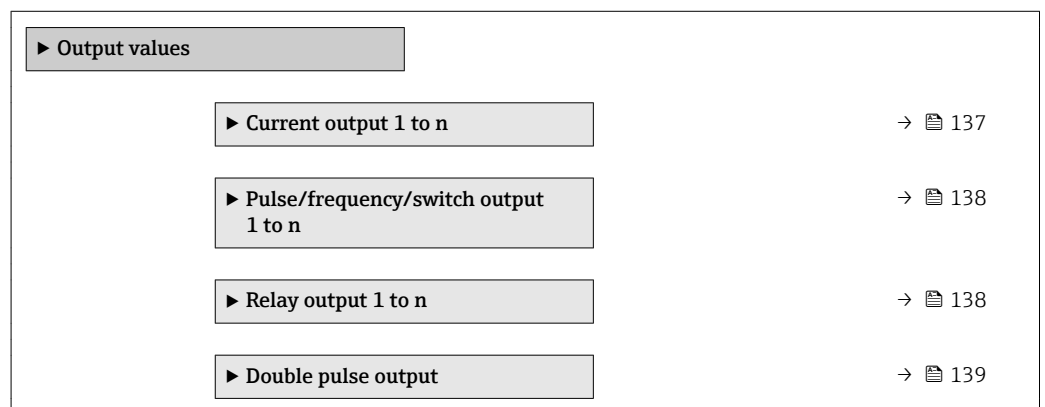 ▶ Output values
▶ Current output 1 to n → 137
▶ Pulse/frequency/switch output → 138
1 to n
▶ Relay output 1 to n → 138
▶ Double pulse output → 139